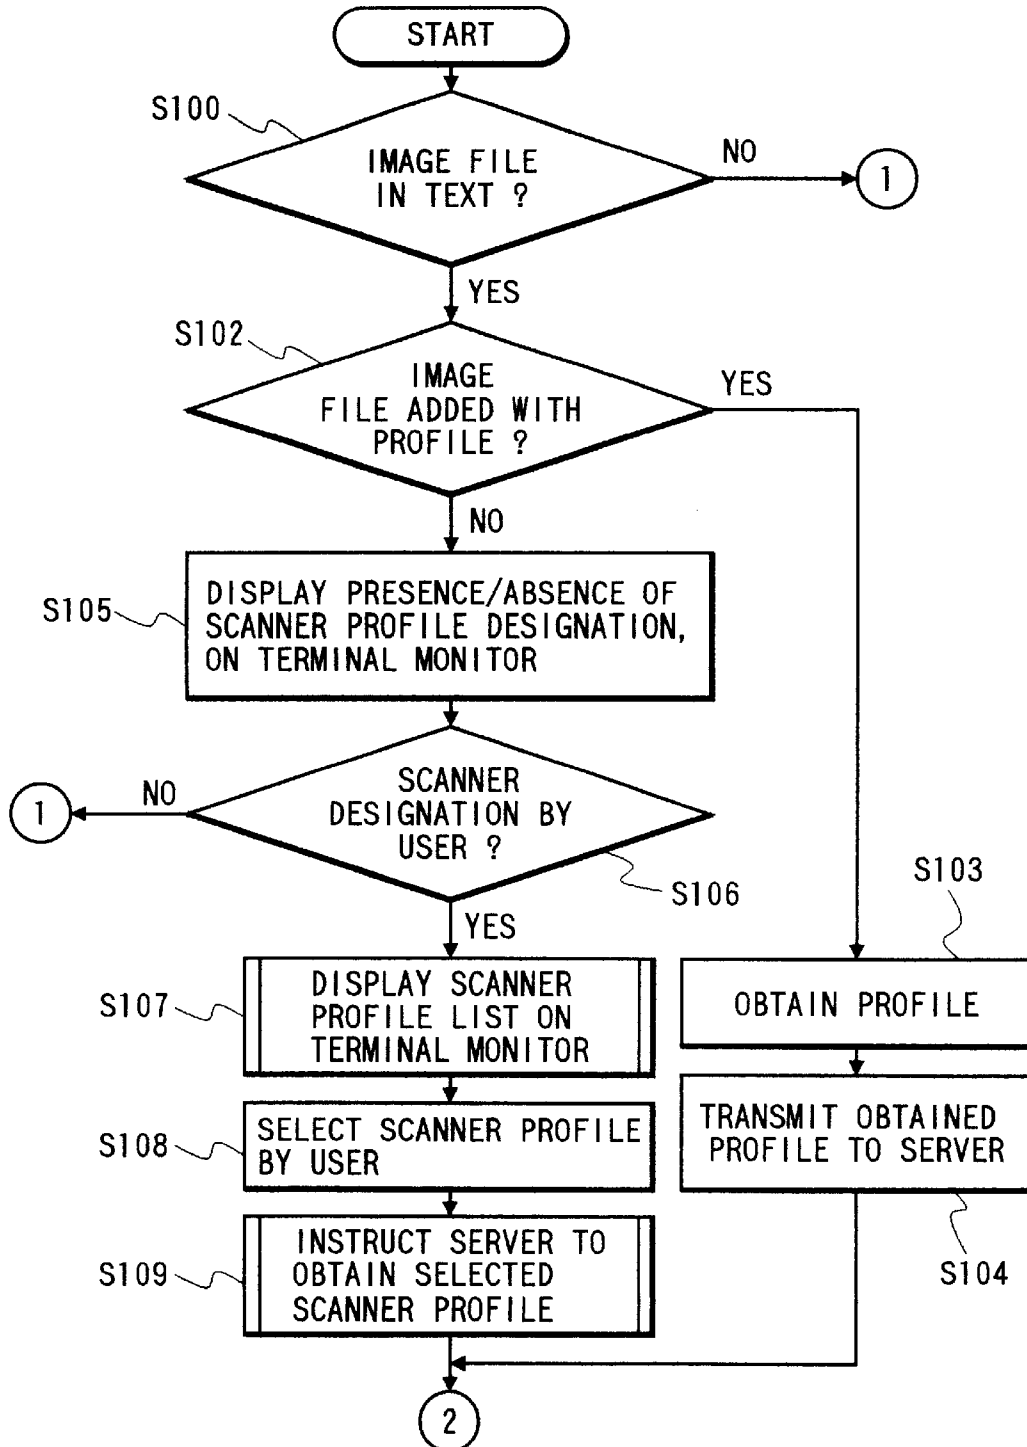 START
S100
IMAGE FILE
IN TEXT ?
NO
1
YES
S102
IMAGE
FILE ADDED WITH
PROFILE ?
YES
NO
S105
DISPLAY PRESENCE/ABSENCE OF
SCANNER PROFILE DESIGNATION,
ON TERMINAL MONITOR
1
NO
SCANNER
DESIGNATION BY
USER ?
S106
YES
S103
OBTAIN PROFILE
S107
DISPLAY SCANNER
PROFILE LIST ON
TERMINAL MONITOR
TRANSMIT OBTAINED
PROFILE TO SERVER
S104
S108
SELECT SCANNER PROFILE
BY USER
S109
INSTRUCT SERVER TO
OBTAIN SELECTED
SCANNER PROFILE
2